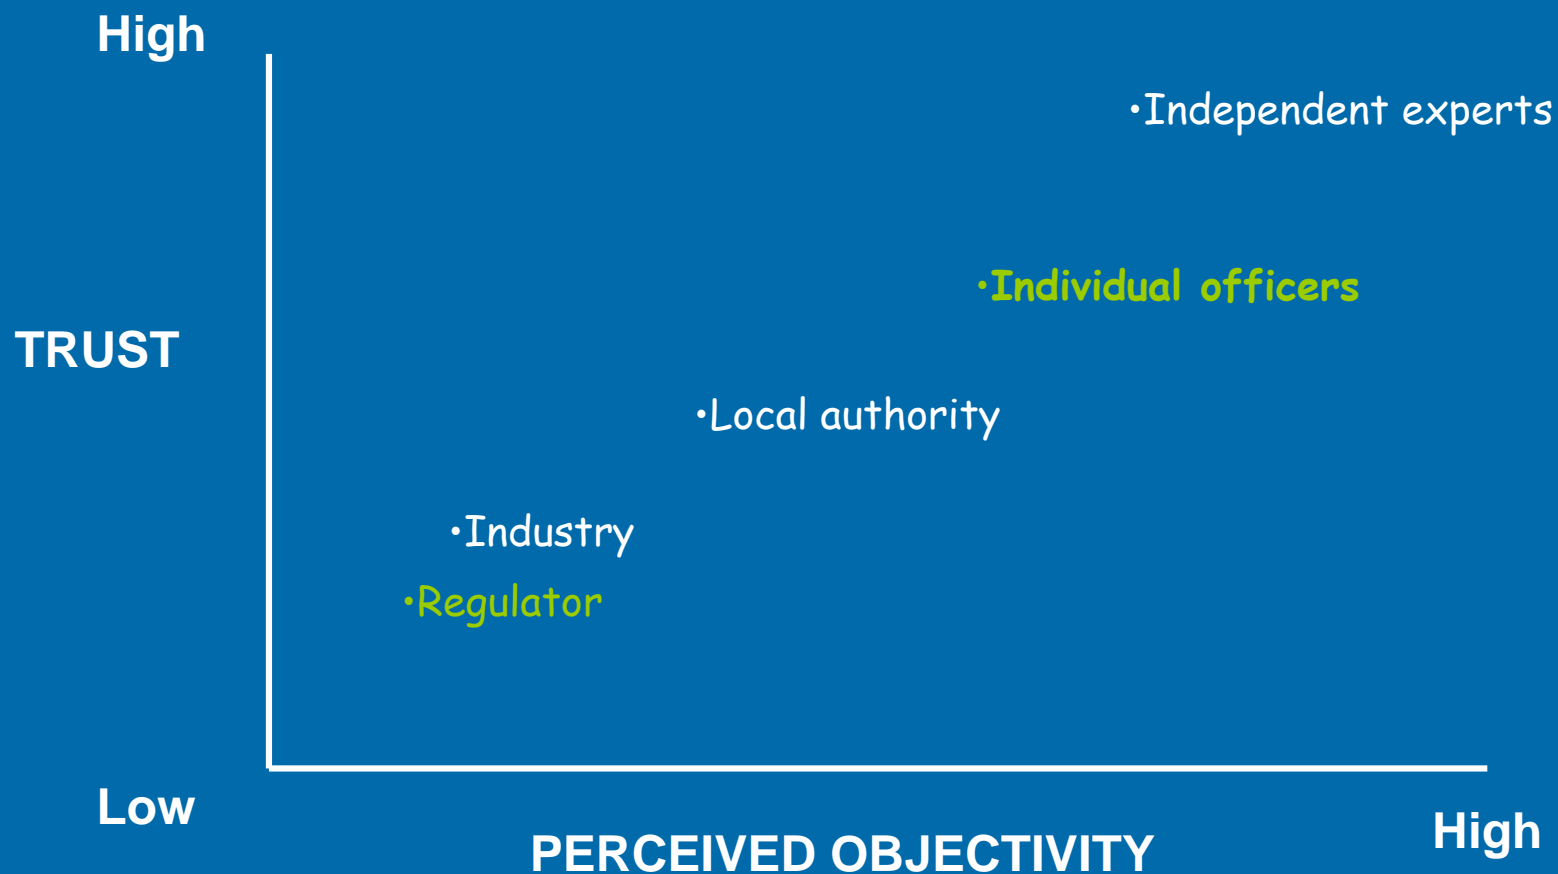 High
•Independent experts
•Individual officers
TRUST
•Local authority
•Industry
•Regulator
Low
High
PERCEIVED OBJECTIVITY